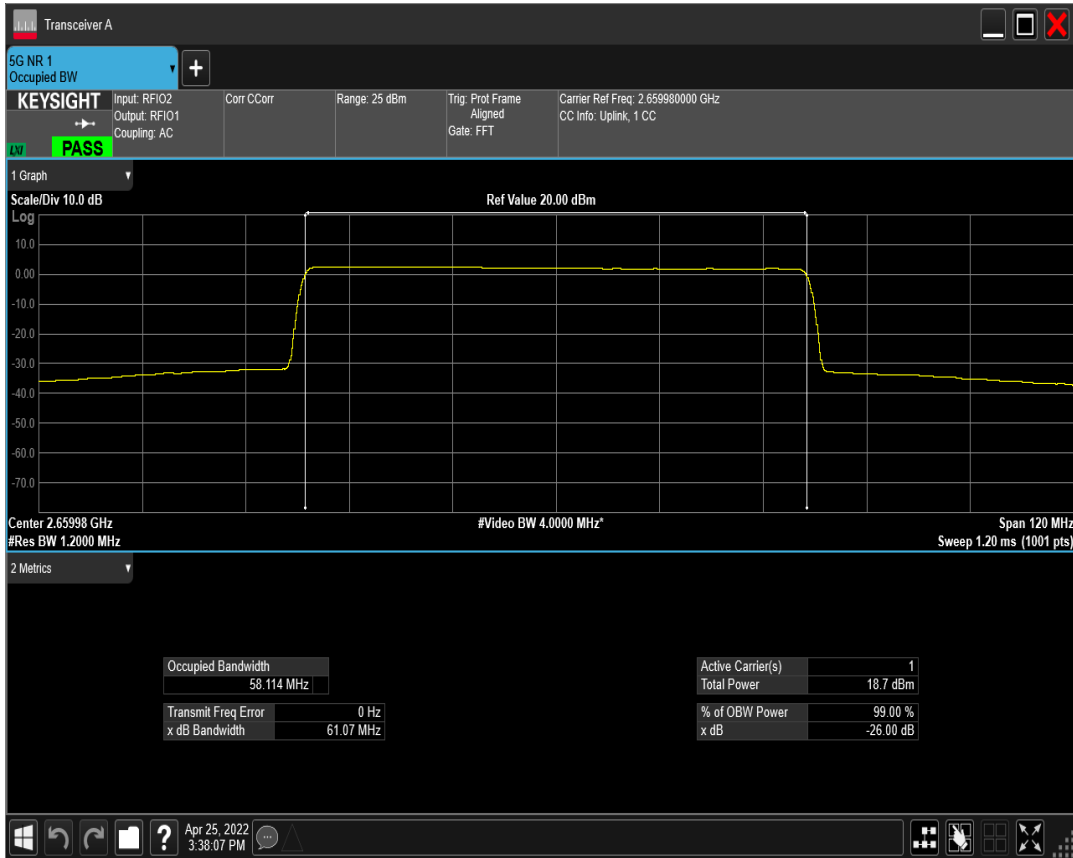 Transceiver A
5G NR 1
Occupied BW
KEYSIGHT
LXI
PASS
Input: RFIO2
Output: RFIO1
Coupling: AC
Corr CCorr
Range: 25 dBm
Trig: Prot Frame
Aligned
Gate: FFT
Carrier Ref Freq: 2.659980000 GHz
CC Info: Uplink, 1 CC
1 Graph
Scale/Div 10.0 dB
Ref Value 20.00 dBm
Log
10.0
0.00
-10.0
-20.0
-30.0
-40.0
-50.0
-60.0
-70.0
Center 2.65998 GHz
#Video BW 4.0000 MHz*
Span 120 MHz
#Res BW 1.2000 MHz
Sweep 1.20 ms (1001 pts)
2 Metrics
Occupied Bandwidth
58.114 MHz
Transmit Freq Error 0 Hz
x dB Bandwidth 61.07 MHz
Active Carrier(s) 1
Total Power 18.7 dBm
% of OBW Power 99.00 %
x dB -26.00 dB
?
Apr 25, 2022
3:38:07 PM